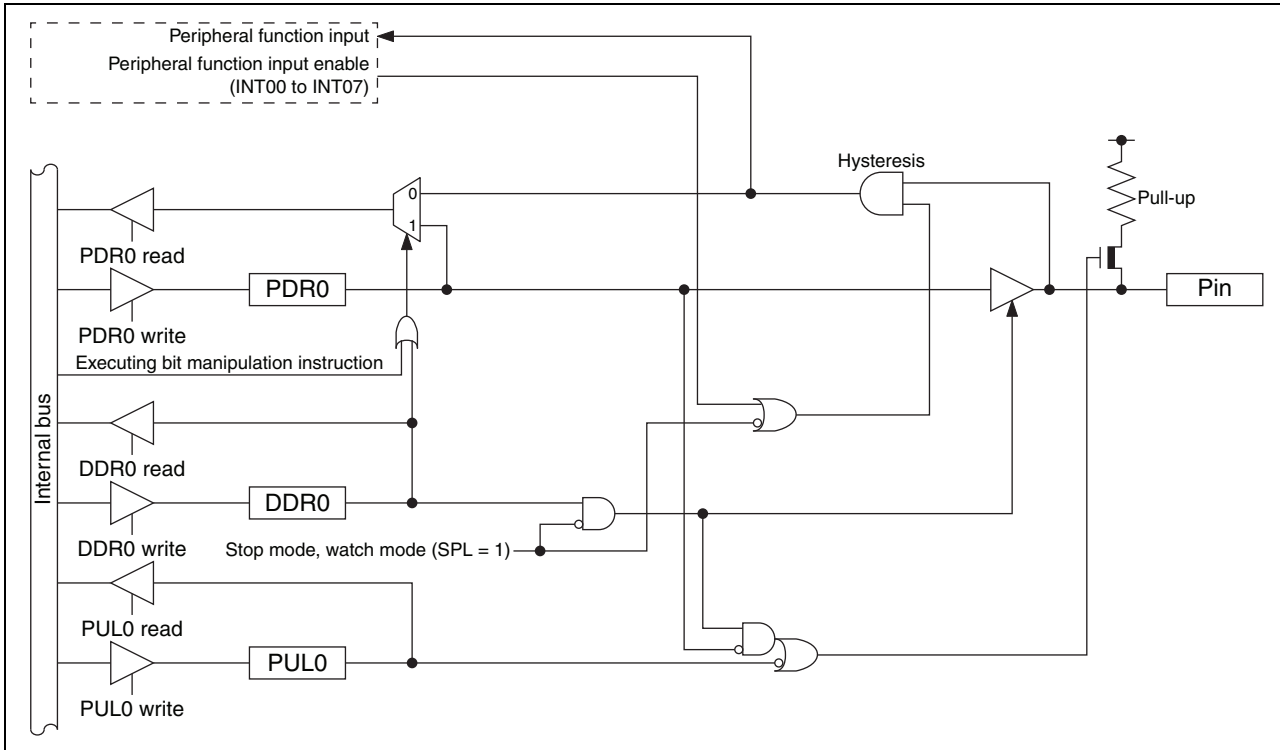 Peripheral function input
Peripheral function input enable
(INT00 to INT07)
Hysteresis
0
Pull-up
1
PDR0 read
PDR0
Pin
PDR0 write
Executing bit manipulation instruction
Internal bus
DDR0 read
DDR0
DDR0 write
Stop mode, watch mode (SPL = 1)
PUL0 read
PUL0
PUL0 write